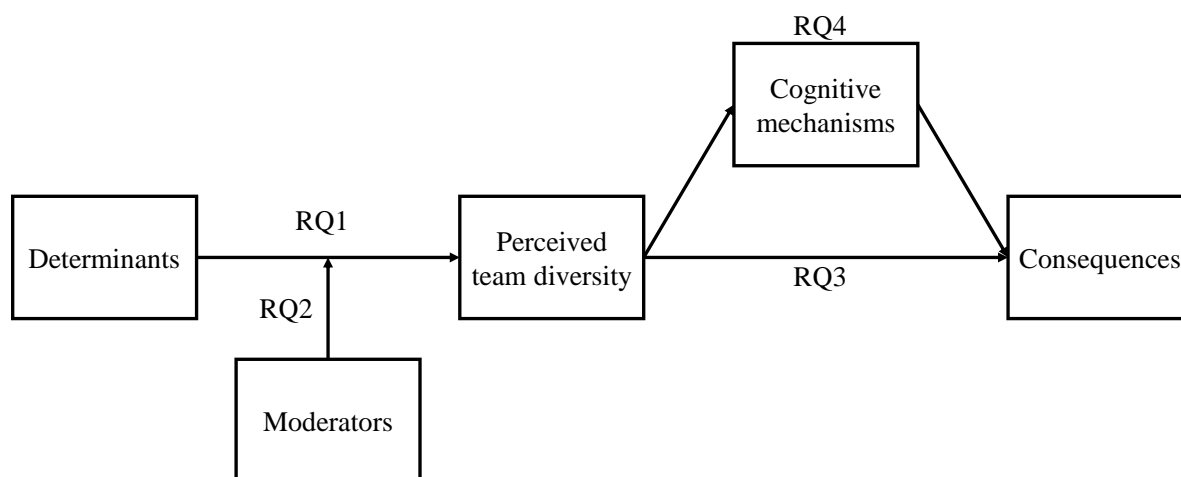 RQ4
Cognitive
mechanisms
RQ1
Determinants
Perceived
team diversity
RQ3
Consequences
RQ2
Moderators